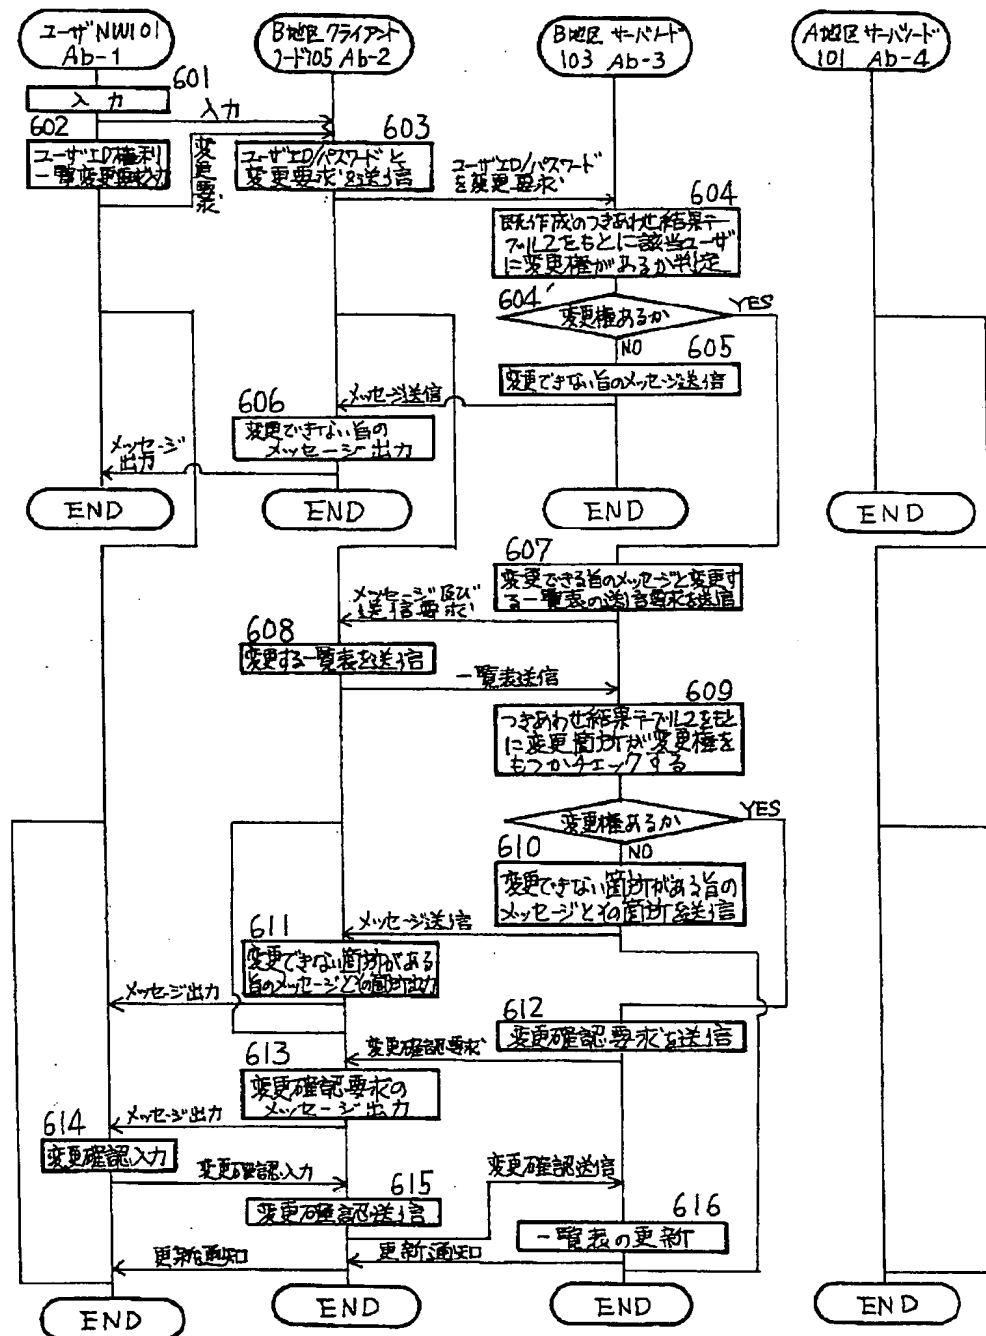 ユーザNW101
Ab-1
B地区クライアント
ノード105 Ab-2
B地区サーバノード
103 Ab-3
A地区サーバノード
101 Ab-4
601
入力
入力
602
603
ユーザID権利
一覧変更要求入力
変更要求
ユーザID/パスワードと
変更要求を送信
ユーザID/パスワード
を変更要求
604
既作成のつきあわせ結果テー
ブル2をもとに該当ユーザ
に変更権があるか判定
604'
変更権あるか
YES
NO
605
変更できない旨のメッセージ送信
メッセージ送信
606
変更できない旨の
メッセージ出力
メッセージ
出力
END
END
END
END
607
変更できる旨のメッセージと変更す
る一覧表の送信要求を送信
メッセージ及び
送信要求
608
変更する一覧表を送信
一覧表送信
609
つきあわせ結果テーブル2をもと
に変更箇所が変更権を
もつかチェックする
変更権あるか
YES
NO
610
変更できない箇所がある旨の
メッセージとその箇所を送信
メッセージ送信
611
変更できない箇所がある
旨のメッセージとその箇所出力
メッセージ出力
612
変更確認要求を送信
変更確認要求
613
変更確認要求の
メッセージ出力
メッセージ出力
614
変更確認入力
変更確認入力
615
変更確認送信
変更確認送信
616
一覧表の更新
更新通知
更新通知
END
END
END
END